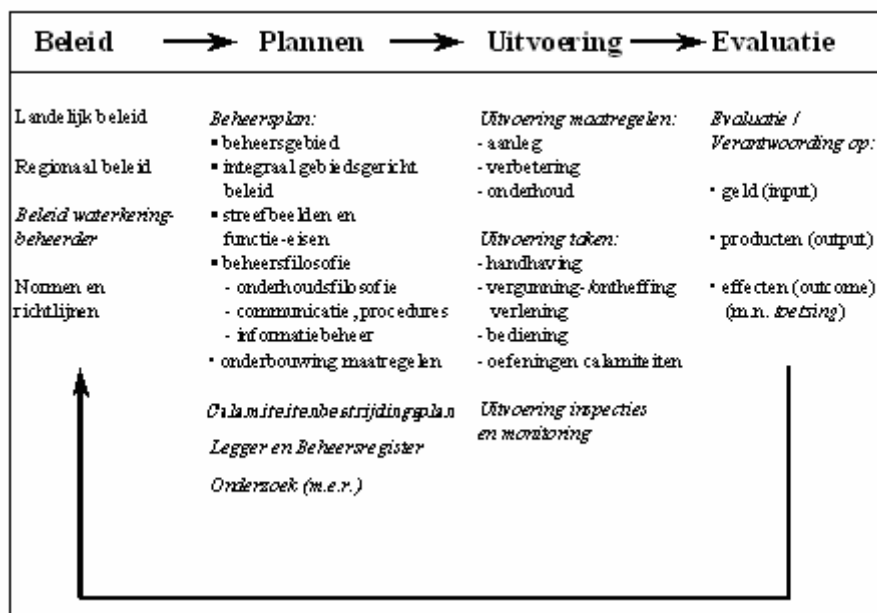 Beleid Plannen Uitvoering Evaluatie
Landelijk beleid
Regionaal beleid
Beleid waterkering-
beheerder
Normen en
richtlijnen
Beheersplan:
▪ beheersgebied
▪ integraal gebiedsgericht
beleid
▪ streefbeelden en
functie-eisen
▪ beheersfilosofie
- onderhoudsfilosofie
- communicatie, procedures
- informatiebeheer
• onderbouwing maatregelen
Calamiteitenbestrijdingsplan
Legger en Beheersregister
Onderzoek (m.e.r.)
Uitvoering maatregelen:
- aanleg
- verbetering
- onderhoud
Uitvoering taken:
- handhaving
- vergunning-/ontheffing
verlening
- bediening
- oefeningen calamiteiten
Uitvoering inspecties
en monitoring
Evaluatie /
Verantwoording op:
• geld (input)
• producten (output)
• effecten (outcome)
(m.n. toetsing)